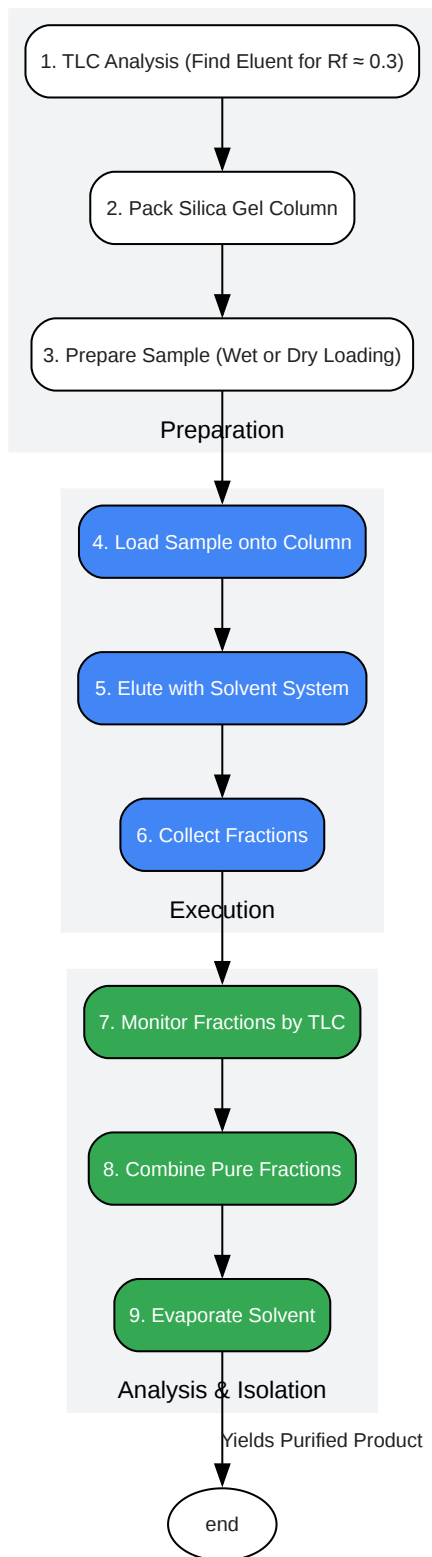 1. TLC Analysis (Find Eluent for Rf ≈ 0.3)
2. Pack Silica Gel Column
3. Prepare Sample (Wet or Dry Loading)
Preparation
4. Load Sample onto Column
5. Elute with Solvent System
6. Collect Fractions
Execution
7. Monitor Fractions by TLC
8. Combine Pure Fractions
9. Evaporate Solvent
Analysis & Isolation
Yields Purified Product
end